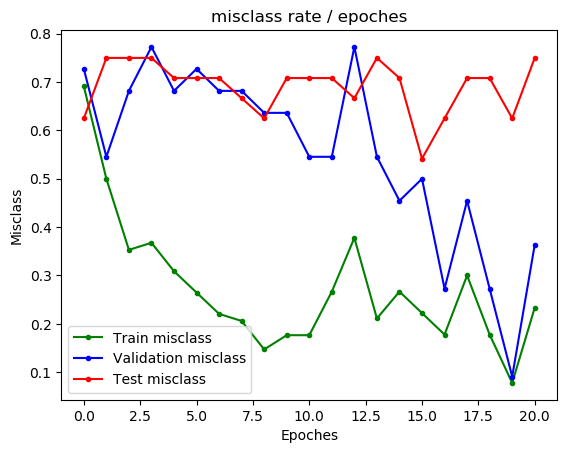 misclass rate / epoches
Misclass
0.8
0.7
0.6
0.5
0.4
0.3
0.2
0.1
Train misclass
Validation misclass
Test misclass
0.0 2.5 5.0 7.5 10.0 12.5 15.0 17.5 20.0
Epoches